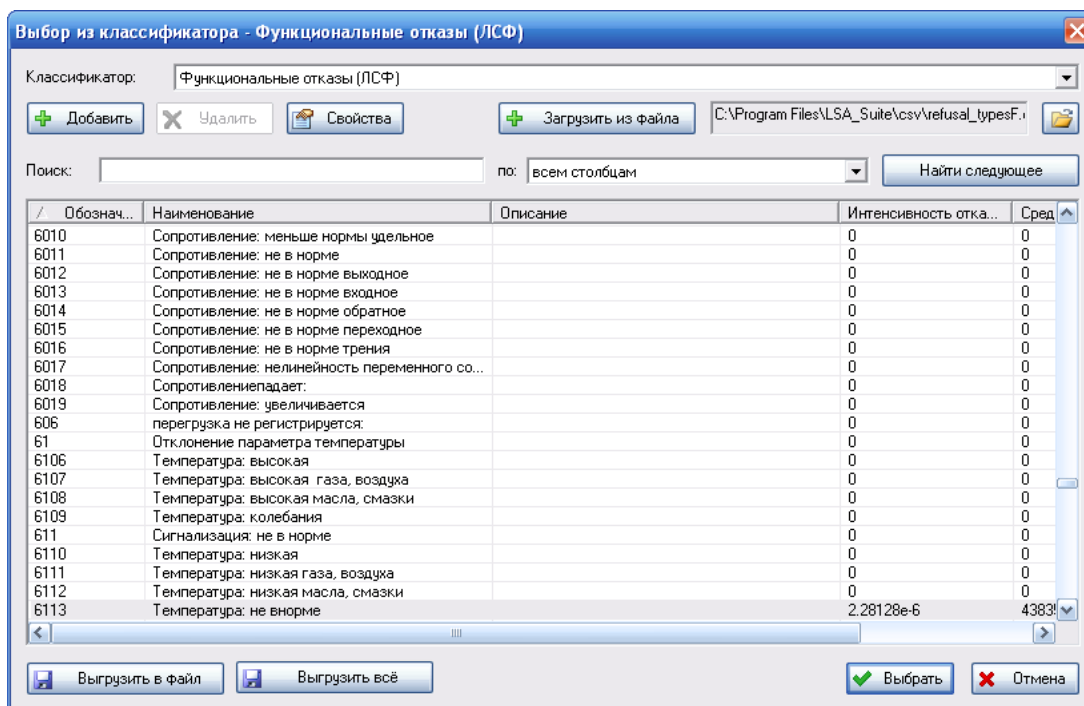 Выбор из классификатора - Функциональные отказы (ЛСФ)
Классификатор: Функциональные отказы (ЛСФ)
Добавить Удалить Свойства Загрузить из файла C:\Program Files\LSA_Suite\csv\refusal_typesF.
Поиск: по: всем столбцам Найти следующее
Обознач... Наименование Описание Интенсивность отка... Сред
6010 Сопротивление: меньше нормы удельное 0 0
6011 Сопротивление: не в норме 0 0
6012 Сопротивление: не в норме выходное 0 0
6013 Сопротивление: не в норме входное 0 0
6014 Сопротивление: не в норме обратное 0 0
6015 Сопротивление: не в норме переходное 0 0
6016 Сопротивление: не в норме трения 0 0
6017 Сопротивление: нелинейность переменного со... 0 0
6018 Сопротивлениепадает: 0 0
6019 Сопротивление: увеличивается 0 0
606 перегрузка не регистрируется: 0 0
61 Отклонение параметра температуры 0 0
6106 Температура: высокая 0 0
6107 Температура: высокая газа, воздуха 0 0
6108 Температура: высокая масла, смазки 0 0
6109 Температура: колебания 0 0
611 Сигнализация: не в норме 0 0
6110 Температура: низкая 0 0
6111 Температура: низкая газа, воздуха 0 0
6112 Температура: низкая масла, смазки 0 0
6113 Температура: не внорме 2.28128e-6 4383
Выгрузить в файл Выгрузить всё Выбрать Отмена